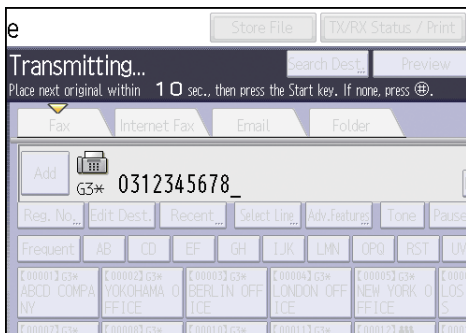 e
Store File
TX/RX Status / Print
Transmitting...
Search Dest.
Preview
Place next original within 10 sec., then press the Start key. If none, press ⊞.
Fax
Internet Fax
Email
Folder
Add
G3* 0312345678_
Reg. No.
Edit Dest.
Recent
Select Line
Adv.Features
Tone
Pause
Frequent
AB
CD
EF
GH
IJK
LMN
OPQ
RST
UV
[00001]G3*
[00002]G3*
[00003]G3*
[00004]G3*
[00005]G3*
ABCD COMPA
YOKOHAMA O
BERLIN OFF
LONDON OFF
NEW YORK O
LOS
NY
FFICE
ICE
ICE
FFICE
S